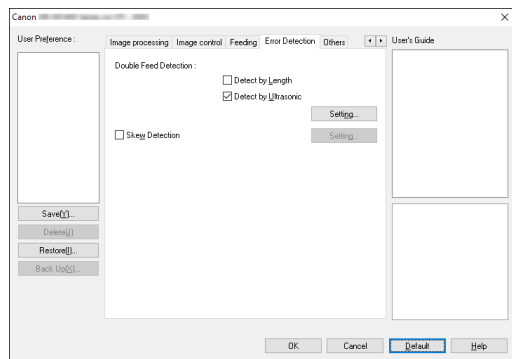 Canon
User Preference :
Image processing
Image control
Feeding
Error Detection
Others
User's Guide
Double Feed Detection :
Detect by Length
Detect by Ultrasonic
Setting...
Skew Detection
Setting...
Save(Y)...
Delete(J)
Restore(I)...
Back Up(X)...
OK
Cancel
Default
Help